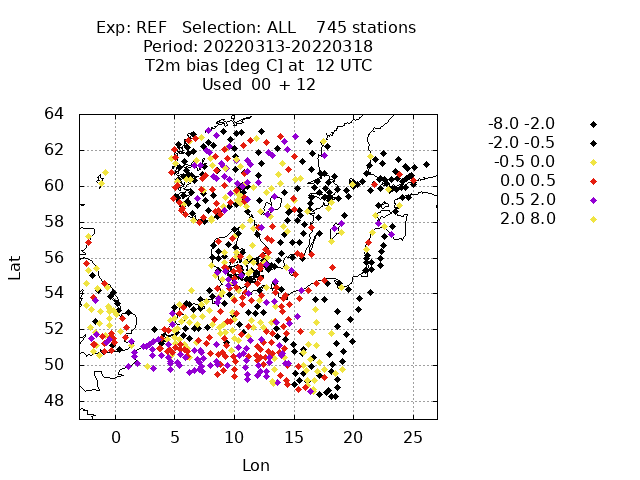 Exp: REF Selection: ALL 745 stations
Period: 20220313-20220318
T2m bias [deg C] at 12 UTC
Used 00 + 12
64
62
60
58
56
54
52
50
48
Lat
0 5 10 15 20 25
Lon
-8.0 -2.0
-2.0 -0.5
-0.5 0.0
0.0 0.5
0.5 2.0
2.0 8.0